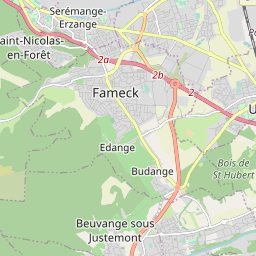 Serémange-
Erzange
Saint-Nicolas-
en-Forêt
2a
2b
2
Fameck
U
Edange
Budange
Bois de
St Hubert
Beuvange sous
Justemont